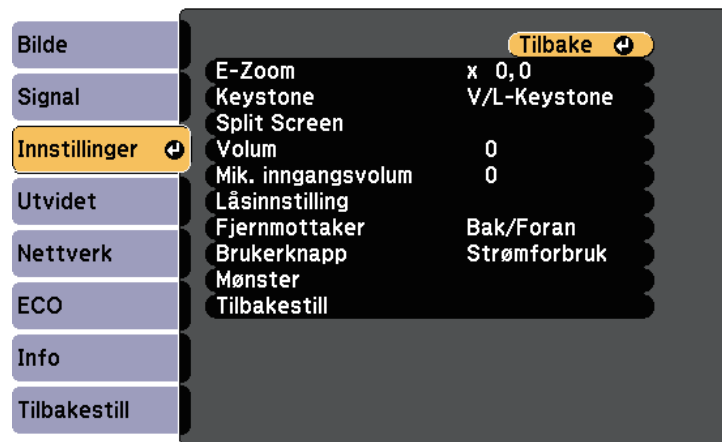 Bilde
Signal
Innstillinger
Utvidet
Nettverk
ECO
Info
Tilbakestill
Tilbake
E-Zoom x 0,0
Keystone V/L-Keystone
Split Screen
Volum 0
Mik. inngangsvolum 0
Låsinnstilling
Fjernmottaker Bak/Foran
Brukerknapp Strømforbruk
Mønster
Tilbakestill